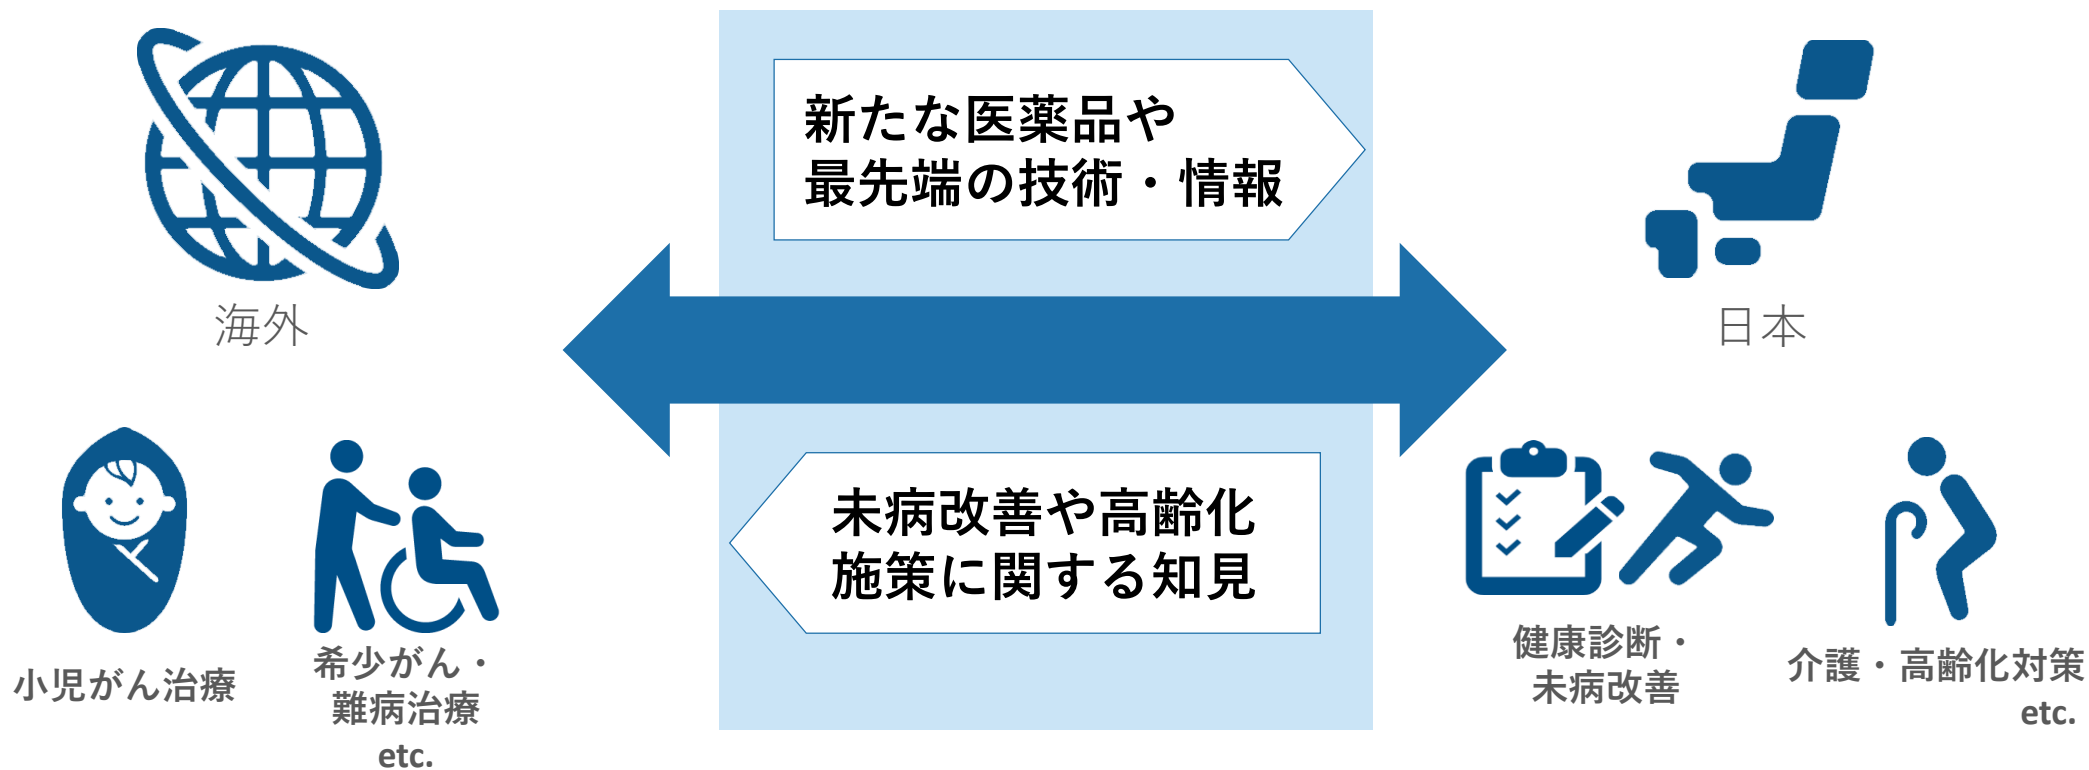 新たな医薬品や
最先端の技術・情報
海外
日本
未病改善や高齢化
施策に関する知見
小児がん治療
希少がん・
難病治療
etc.
健康診断・
未病改善
介護・高齢化対策
etc.